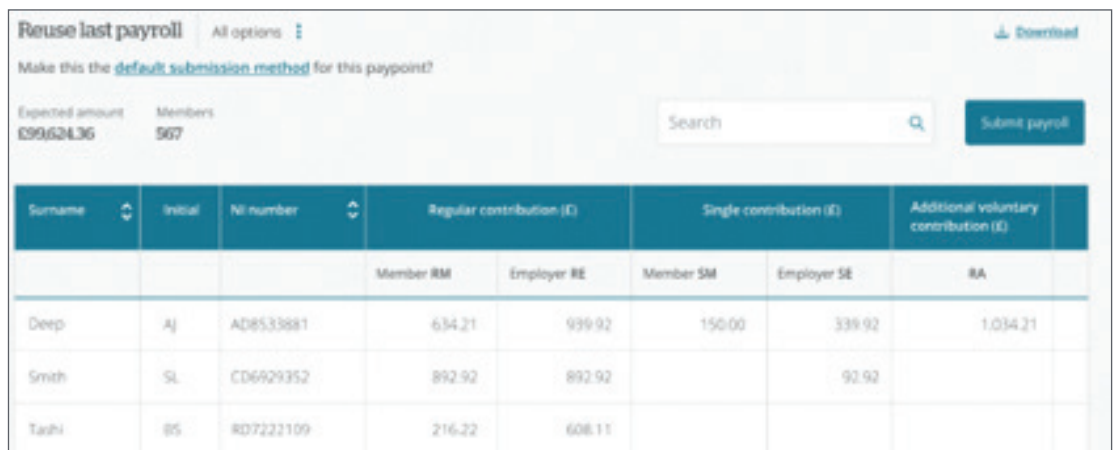 Reuse last payroll All options Download
Make this the default submission method for this paypoint?
Expected amount Members
£99,624.36 567
Search Submit payroll
Surname Initial NI number Regular contribution (£) Single contribution (£) Additional voluntary
contribution (£)
Member RM Employer RE Member SM Employer SE RA
Deep AJ AD8533881 634.21 939.92 150.00 339.92 1,034.21
Smith SL CD6929352 892.92 892.92 92.92
Tashi BS RD7222109 216.22 608.11